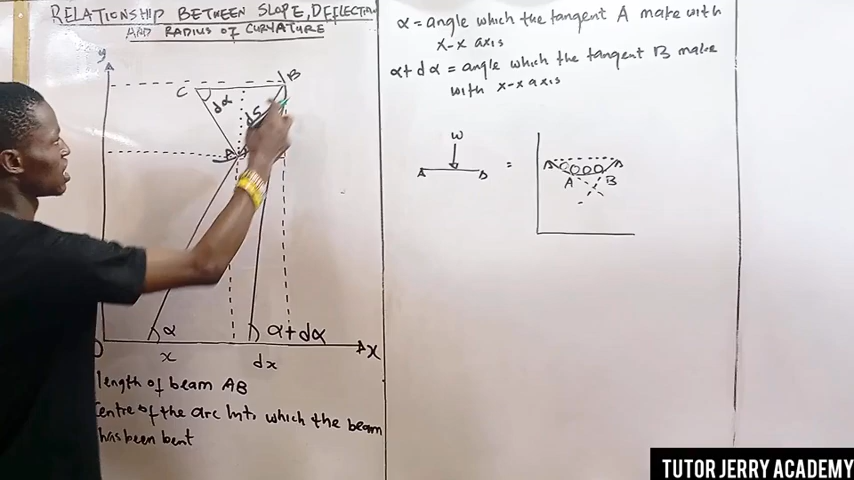 RELATIONSHIP BETWEEN SLOPE, DEFLECTION
AND RADIUS OF CURVATURE
y
B
C
dα
ds
A
α
α+dα
x
dx
X
length of beam AB
Centre of the arc into which the beam
has been bent
α = angle which the tangent A make with
x-x axis
α+dα = angle which the tangent B make
with x-x axis
W
A
B
=
A
B
A
B
TUTOR JERRY ACADEMY